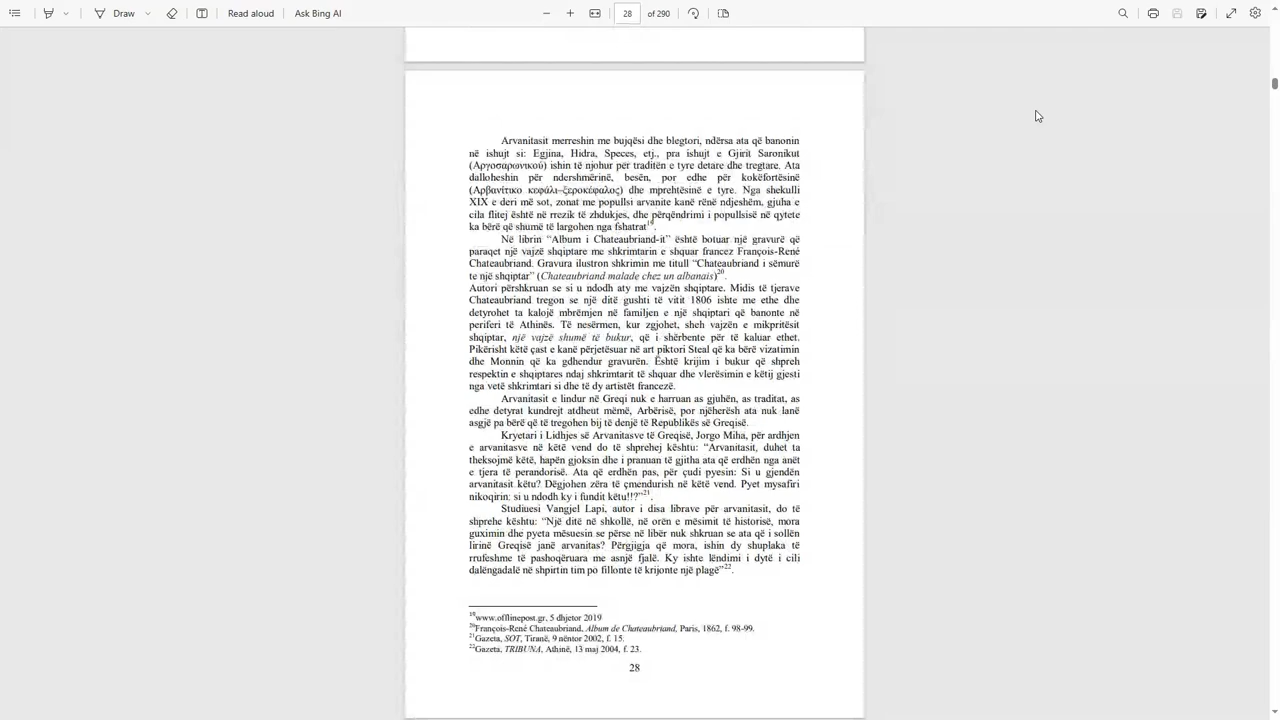 Draw
Read aloud
Ask Bing AI
28
of 290
Arvanitasit merreshin me bujqësi dhe blegtori, ndërsa ata që banonin
në ishujt si: Egjina, Hidra, Speces, etj., pra ishujt e Gjirit Saronikut
(Αργοσαρωνικού) ishin të njohur për traditën e tyre detare dhe tregtare. Ata
dalloheshin për ndershmërinë, besën, por edhe për kokëfortësinë
(Αρβανίτικο κεφάλι–ξεροκέφαλος) dhe mprehtësinë e tyre. Nga shekulli
XIX e deri më sot, zonat me popullsi arvanite kanë rënë ndjeshëm, gjuha e
cila flitej është në rrezik të zhdukjes, dhe përqëndrimi i popullsisë në qytete
ka bërë që shumë të largohen nga fshatrat19.
Në librin “Album i Chateaubriand-it” është botuar një gravurë që
paraqet një vajzë shqiptare me shkrimtarin e shquar francez François-René
Chateaubriand. Gravura ilustron shkrimin me titull “Chateaubriand i sëmurë
te një shqiptar” (Chateaubriand malade chez un albanais)20.
Autori përshkruan se si u ndodh aty me vajzën shqiptare. Midis të tjerave
Chateaubriand tregon se një ditë gushti të vitit 1806 ishte me ethe dhe
detyrohet ta kalojë mbrëmjen në familjen e një shqiptari që banonte në
periferi të Athinës. Të nesërmen, kur zgjohet, sheh vajzën e mikpritësit
shqiptar, një vajzë shumë të bukur, që i shërbente për të kaluar ethet.
Pikërisht këtë çast e kanë përjetësuar në art piktori Steal që ka bërë vizatimin
dhe Monnin që ka gdhendur gravurën. Është krijim i bukur që shpreh
respektin e shqiptares ndaj shkrimtarit të shquar dhe vlerësimin e këtij gjesti
nga vetë shkrimtari si dhe të dy artistët francezë.
Arvanitasit e lindur në Greqi nuk e harruan as gjuhën, as traditat, as
edhe detyrat kundrejt atdheut mëmë, Arbërisë, por njëherësh ata nuk lanë
asgjë pa bërë që të tregohen bij të denjë të Republikës së Greqisë.
Kryetari i Lidhjes së Arvanitasve të Greqisë, Jorgo Miha, për ardhjen
e arvanitasve në këtë vend do të shprehej kështu: “Arvanitasit, duhet ta
theksojmë këtë, hapën gjoksin dhe i pranuan të gjitha ata që erdhën nga anët
e tjera të perandorisë. Ata që erdhën pas, për çudi pyesin: Si u gjendën
arvanitasit këtu? Dëgjohen zëra të çmendurish në këtë vend. Pyet mysafiri
nikoqirin: si u ndodh ky i fundit këtu!!?”21.
Studiuesi Vangjel Lapi, autor i disa librave për arvanitasit, do të
shprehe kështu: “Një ditë në shkollë, në orën e mësimit të historisë, mora
guximin dhe pyeta mësuesin se përse në libër nuk shkruan se ata që i sollën
lirinë Greqisë janë arvanitas? Përgjigja që mora, ishin dy shuplaka të
rrufeshme të pashoqëruara me asnjë fjalë. Ky ishte lëndimi i dytë i cili
dalëngadalë në shpirtin tim po fillonte të krijonte një plagë”22.
19www.offlinepost.gr, 5 dhjetor 2019
20François-René Chateaubriand, Album de Chateaubriand, Paris, 1862, f. 98-99.
21Gazeta, SOT, Tiranë, 9 nëntor 2002, f. 15.
22Gazeta, TRIBUNA, Athinë, 13 maj 2004, f. 23.
28